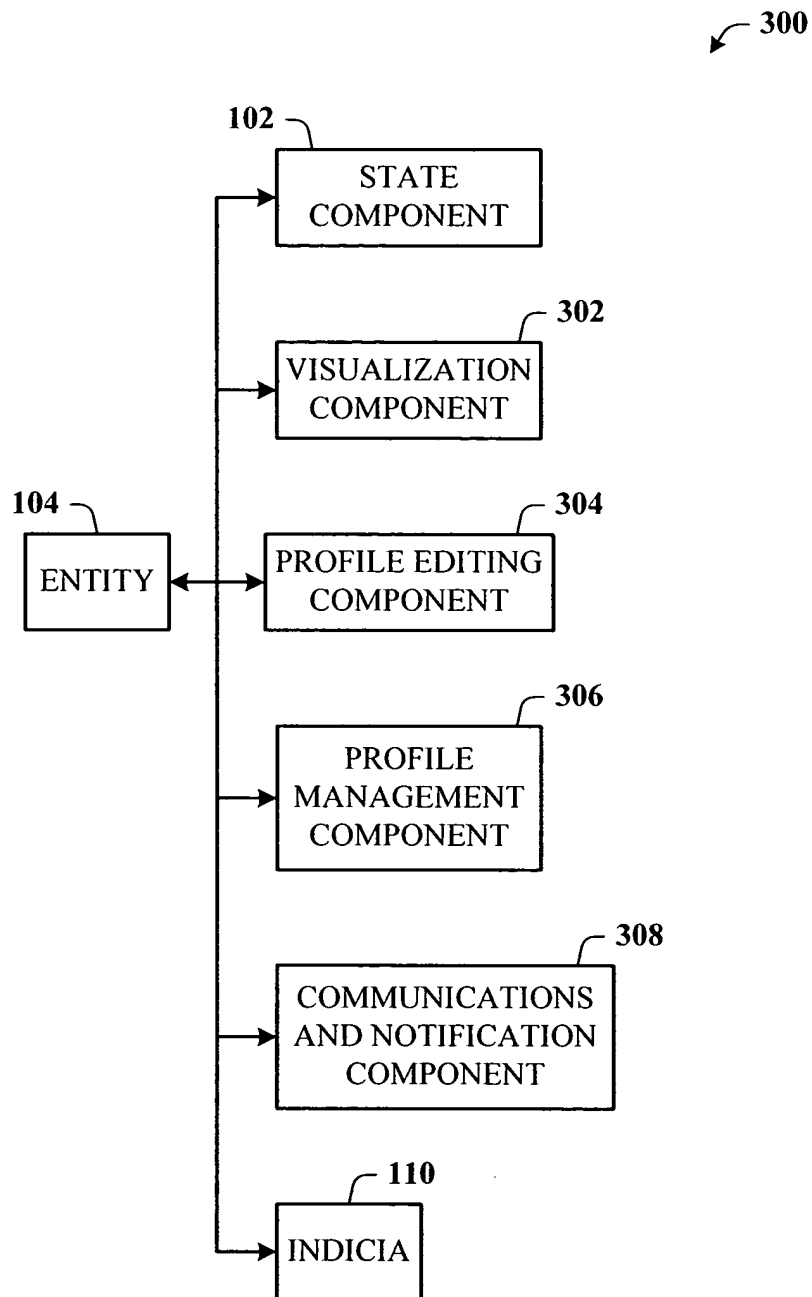 300
102
STATE
COMPONENT
302
VISUALIZATION
COMPONENT
104
ENTITY
304
PROFILE EDITING
COMPONENT
306
PROFILE
MANAGEMENT
COMPONENT
308
COMMUNICATIONS
AND NOTIFICATION
COMPONENT
110
INDICIA